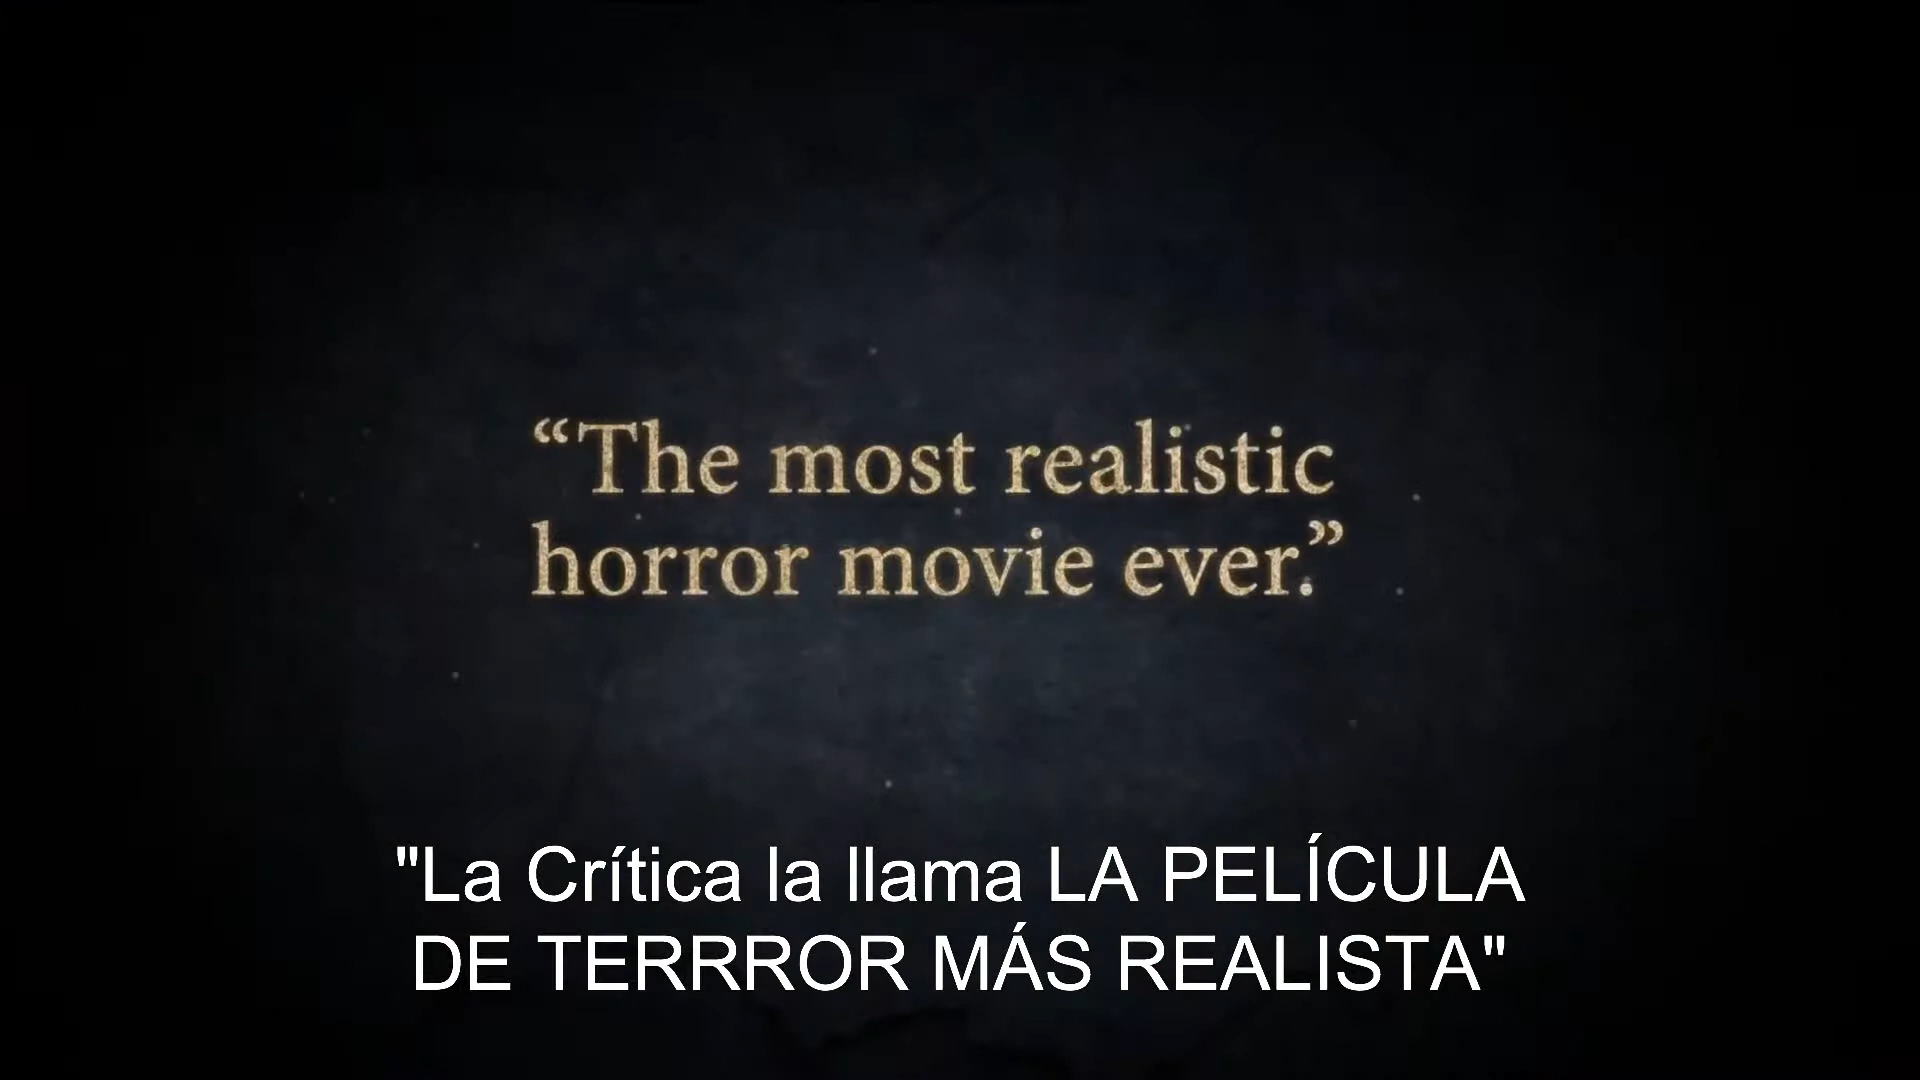 “The most realistic
horror movie ever.”
"La Crítica la llama LA PELÍCULA
DE TERRROR MÁS REALISTA"